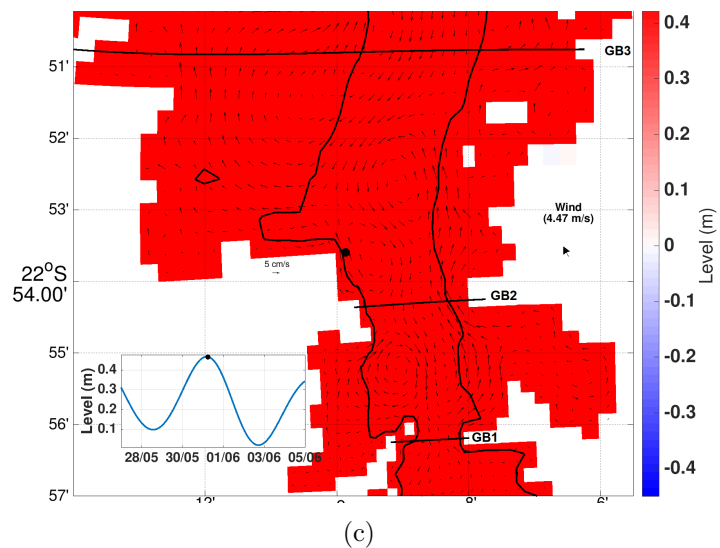 51'
52'
53'
22°S
54.00'
55'
56'
57'
GB3
GB2
GB1
Wind
(4.47 m/s)
5 cm/s
8'
6'
Level (m)
0.4
0.3
0.2
0.1
28/05 30/05 01/06 03/06 05/06
0.4
0.3
0.2
0.1
0
-0.1
-0.2
-0.3
-0.4
Level (m)
(c)